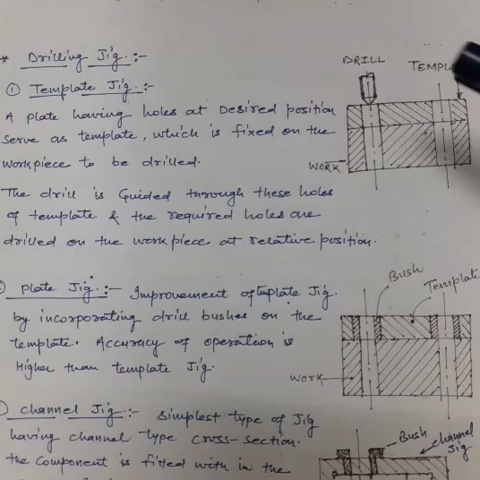 * Drilling Jig :-
① Template Jig :-
A plate having holes at Desired position
serve as template, which is fixed on the
workpiece to be drilled.
The drill is Guided through these holes
of template & the required holes are
drilled on the workpiece at relative position.
DRILL
TEMPL
WORK
Plate Jig :- Improvement of template Jig
by incorporating drill bushes on the
template. Accuracy of operation is
Higher than template Jig.
Bush
Template
WORK
channel Jig :- Simplest type of Jig
having channel type cross-section.
the component is fitted with in the
Bush
channel
Jig